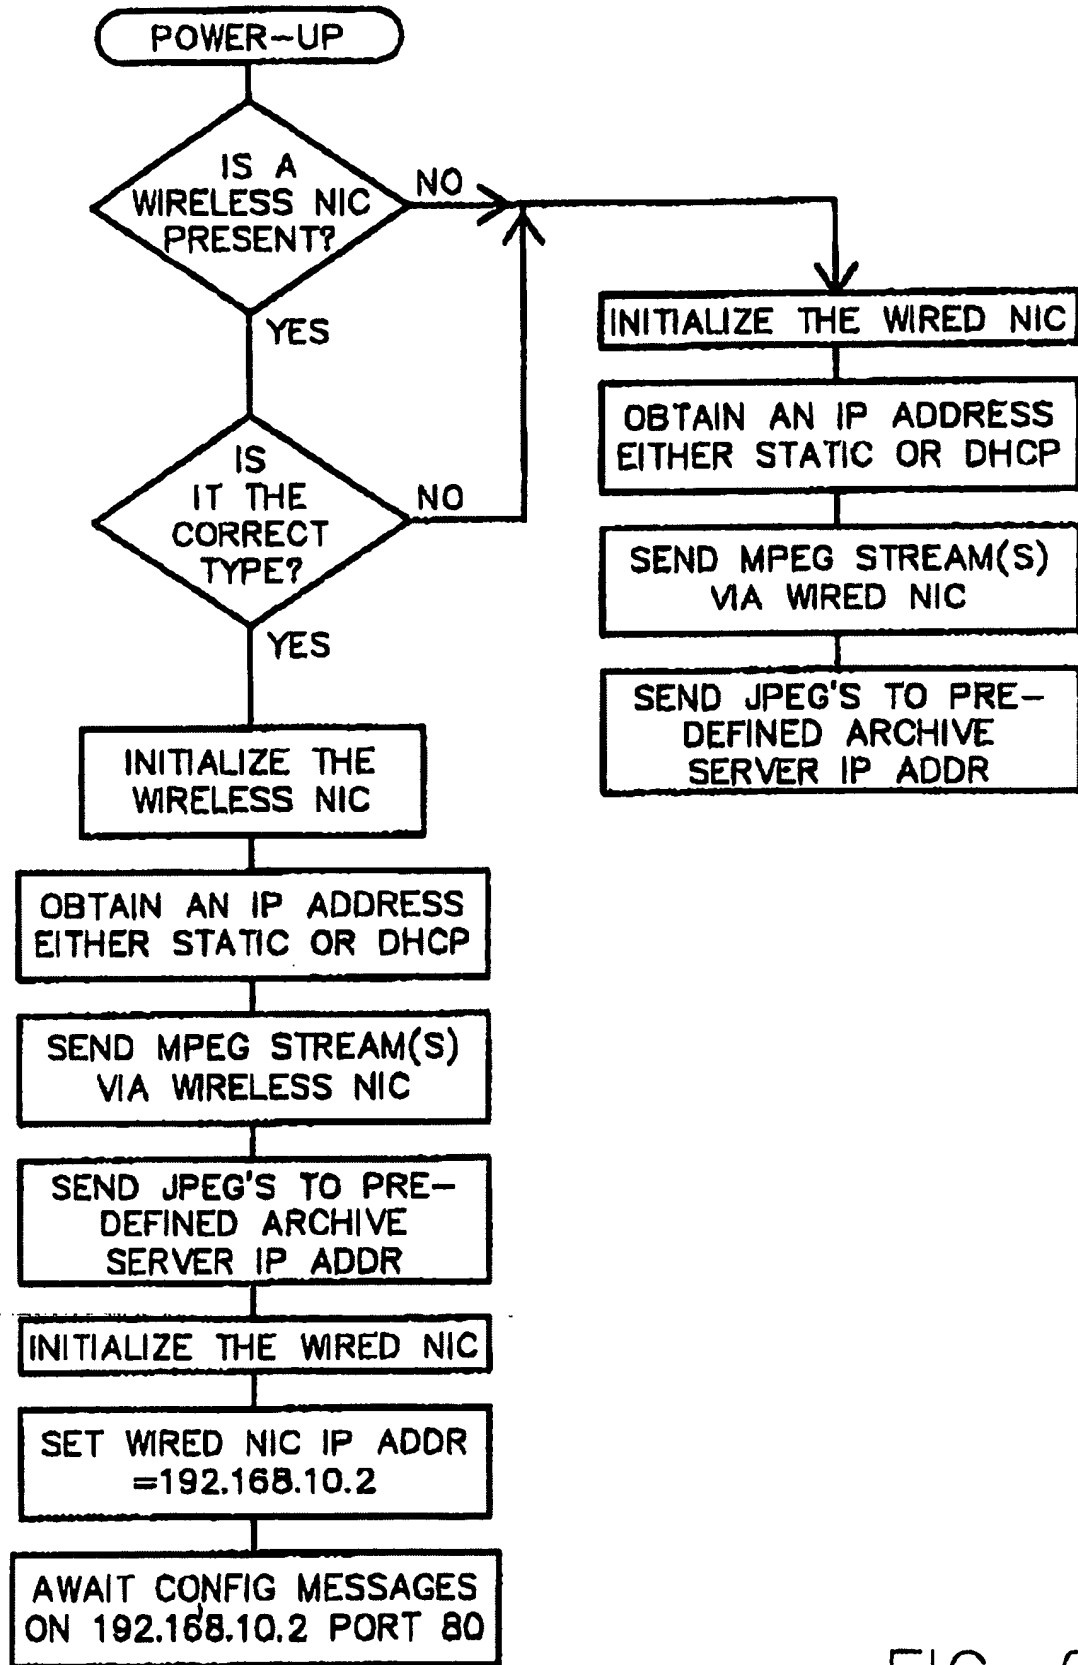 POWER-UP
IS A
WIRELESS NIC
PRESENT?
NO
YES
IS
IT THE
CORRECT
TYPE?
NO
YES
INITIALIZE THE
WIRELESS NIC
OBTAIN AN IP ADDRESS
EITHER STATIC OR DHCP
SEND MPEG STREAM(S)
VIA WIRELESS NIC
SEND JPEG'S TO PRE-
DEFINED ARCHIVE
SERVER IP ADDR
INITIALIZE THE WIRED NIC
SET WIRED NIC IP ADDR
=192.168.10.2
AWAIT CONFIG MESSAGES
ON 192.168.10.2 PORT 80
INITIALIZE THE WIRED NIC
OBTAIN AN IP ADDRESS
EITHER STATIC OR DHCP
SEND MPEG STREAM(S)
VIA WIRED NIC
SEND JPEG'S TO PRE-
DEFINED ARCHIVE
SERVER IP ADDR
FIG